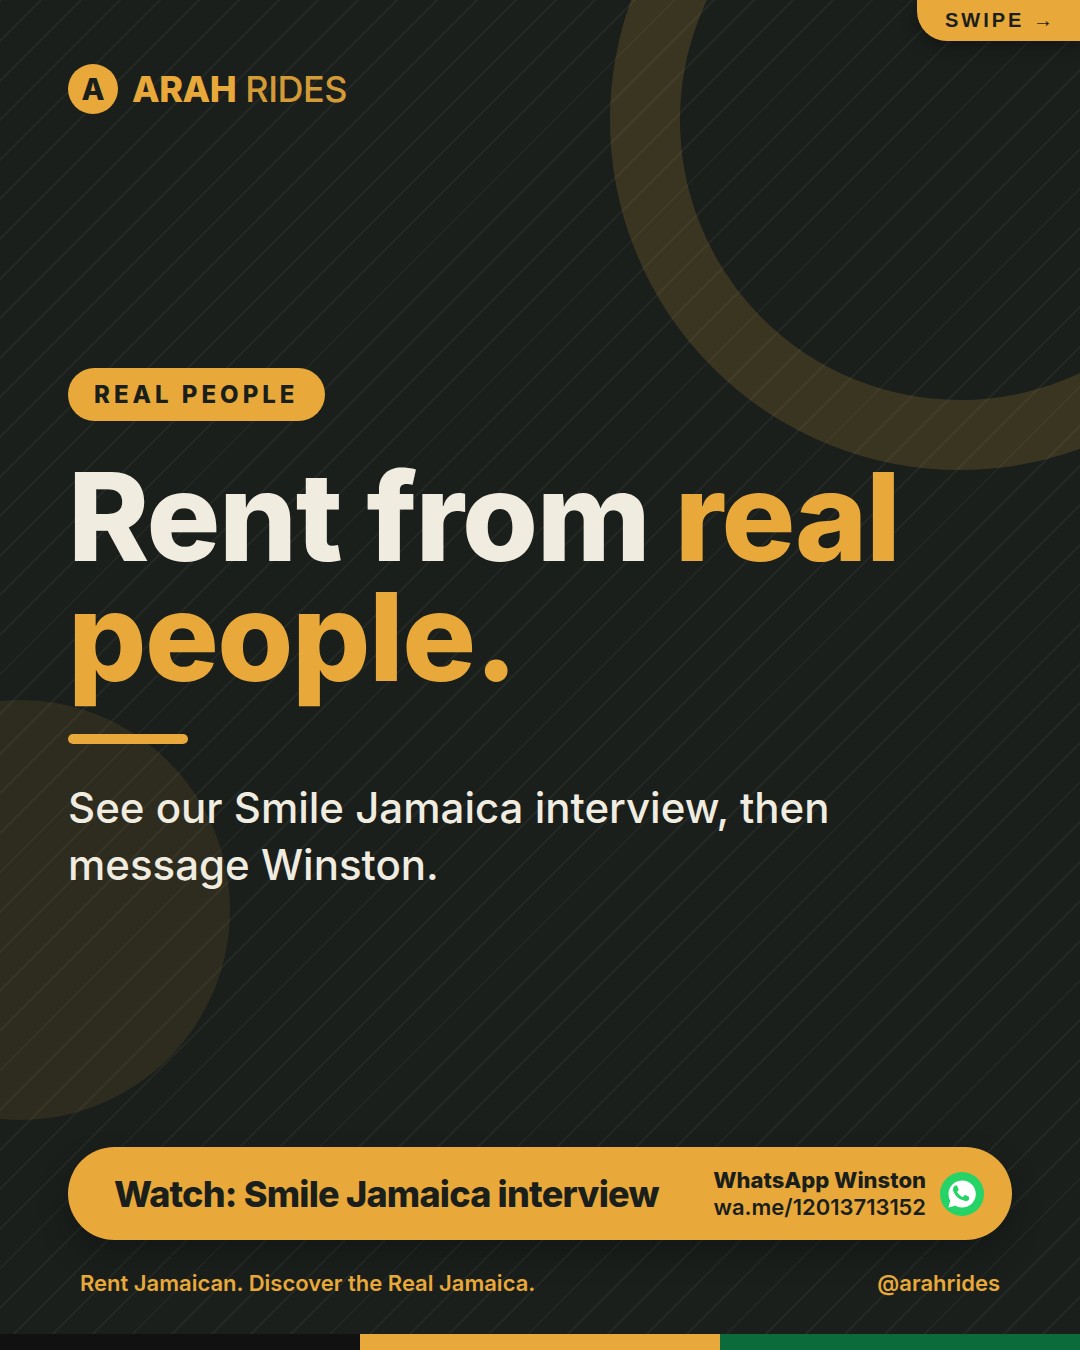 SWIPE →
A ARAH RIDES
REAL PEOPLE
Rent from real
people.
See our Smile Jamaica interview, then
message Winston.
Watch: Smile Jamaica interview
WhatsApp Winston
wa.me/12013713152
Rent Jamaican. Discover the Real Jamaica.
@arahrides